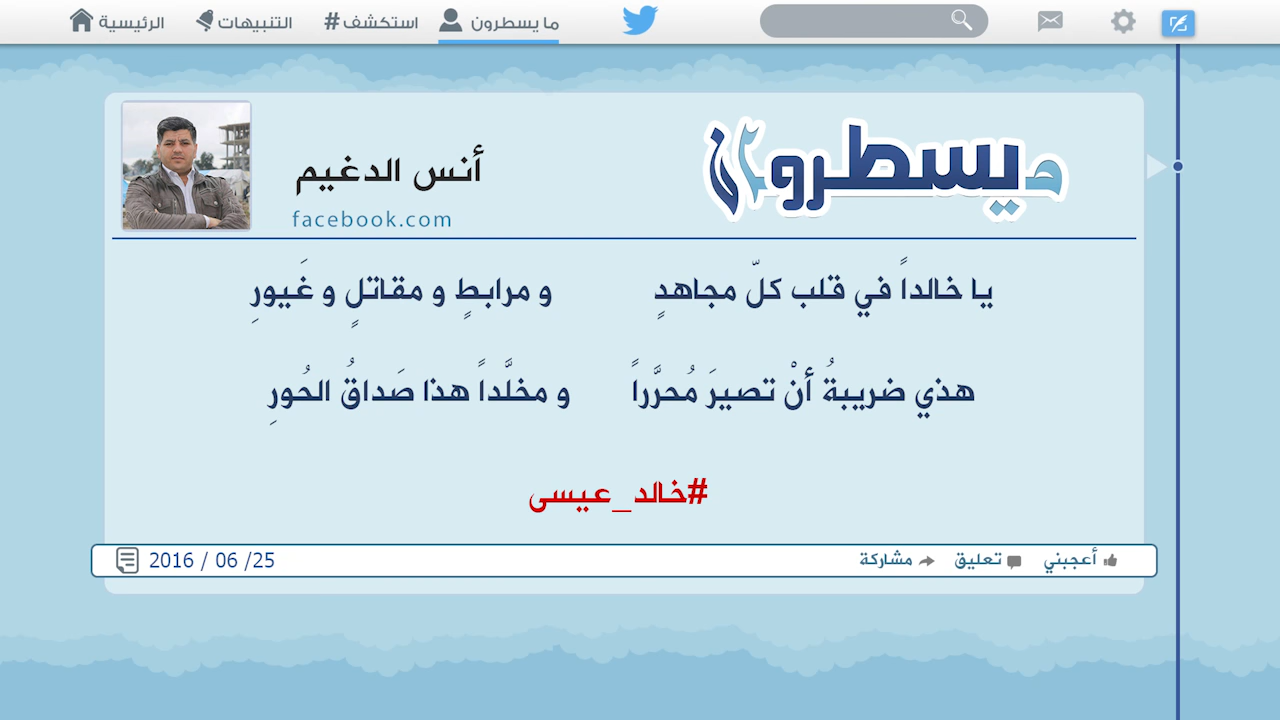 الرئيسية التنبيهات #استكشف ما يسطرون
ما يسطرون
أنس الدغيم
facebook.com
يا خالداً في قلب كلّ مجاهدٍ و مرابطٍ و مقاتلٍ و غَيورِ
هذي ضريبةُ أنْ تصيرَ مُحرَّراً و مخلَّداً هذا صَداقُ الحُورِ
#خالد_عيسى
أعجبني تعليق مشاركة 2016 / 06 /25